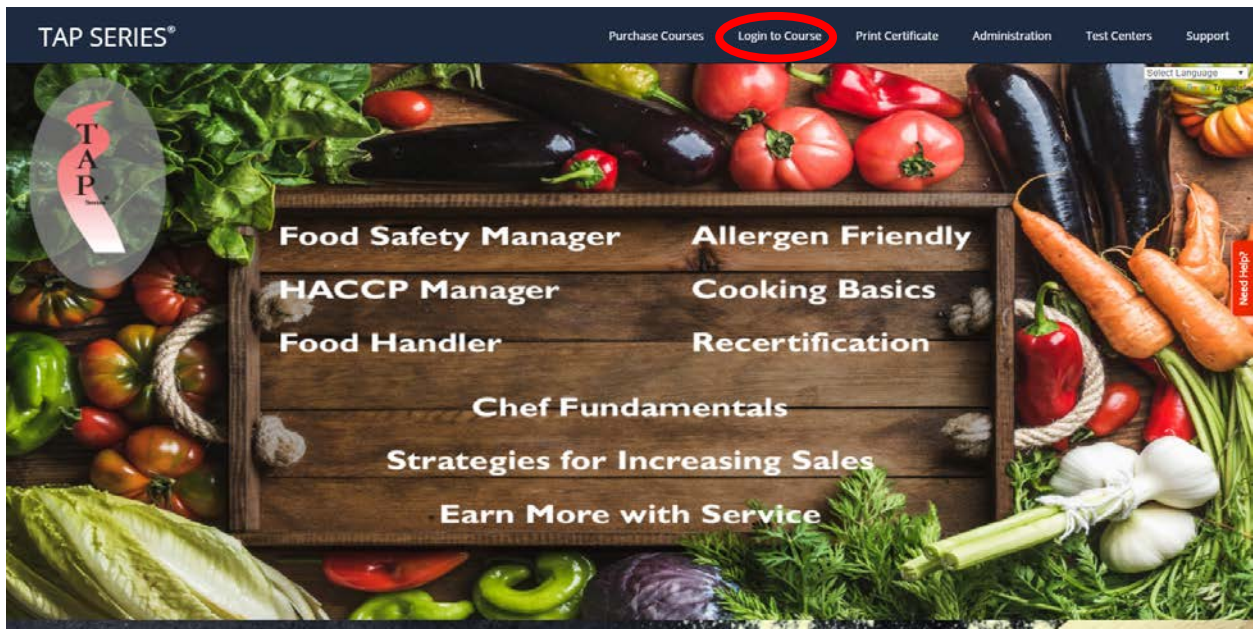 TAP SERIES®
Purchase Courses Login to Course Print Certificate Administration Test Centers Support
Select Language
T
A
P
Series
Need Help?
Food Safety Manager Allergen Friendly
HACCP Manager Cooking Basics
Food Handler Recertification
Chef Fundamentals
Strategies for Increasing Sales
Earn More with Service